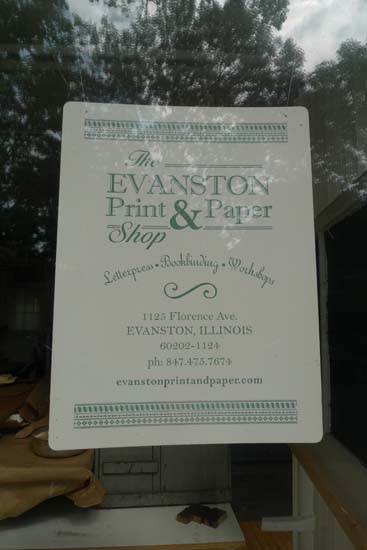 The
EVANSTON
Print & Paper
Shop
Letterpress • Bookbinding • Workshops
1125 Florence Ave.
EVANSTON, ILLINOIS
60202-1124
ph: 847.475.7674
evanstonprintandpaper.com